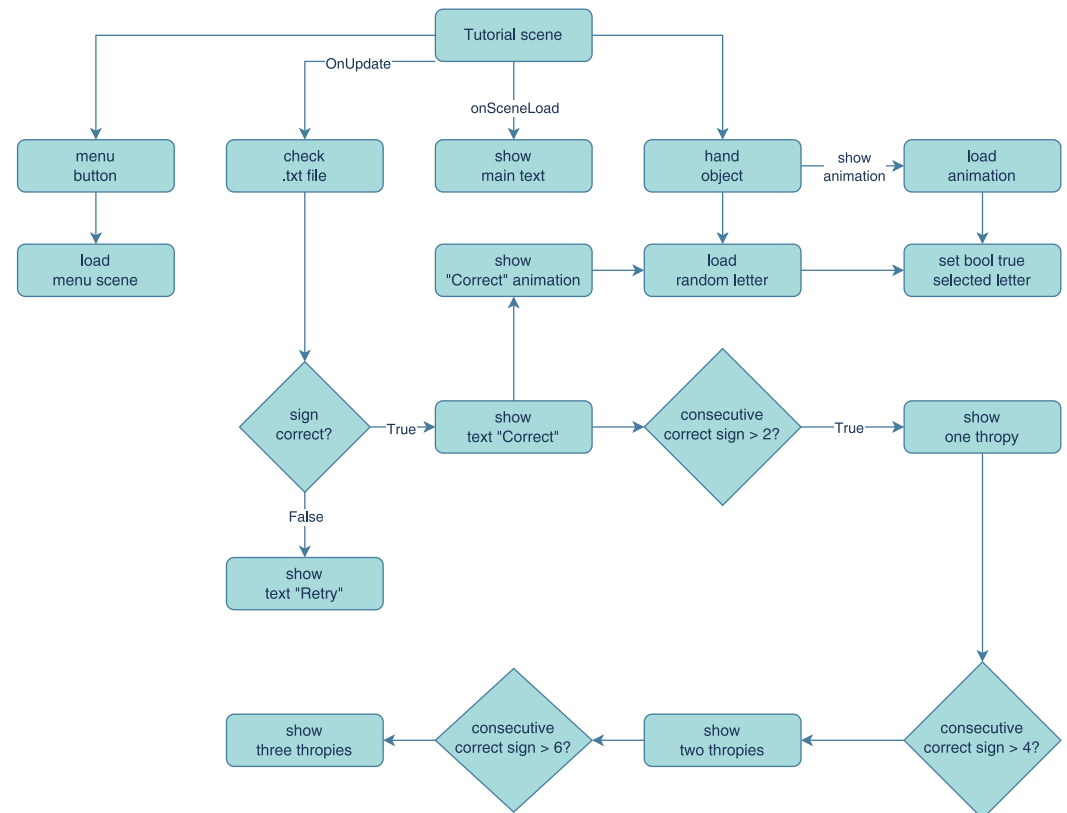 Tutorial scene
OnUpdate
onSceneLoad
menu
button
check
.txt file
show
main text
hand
object
show
animation
load
animation
load
menu scene
show
"Correct" animation
load
random letter
set bool true
selected letter
sign
correct?
True
show
text "Correct"
consecutive
correct sign > 2?
True
show
one thropy
False
show
text "Retry"
show
three thropies
consecutive
correct sign > 6?
show
two thropies
consecutive
correct sign > 4?